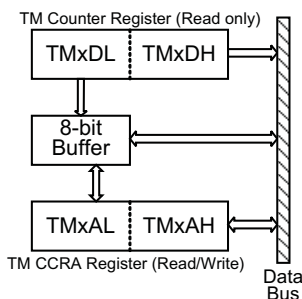 TM Counter Register (Read only)
TMxDL TMxDH
8-bit
Buffer
TMxAL TMxAH
TM CCRA Register (Read/Write)
Data
Bus